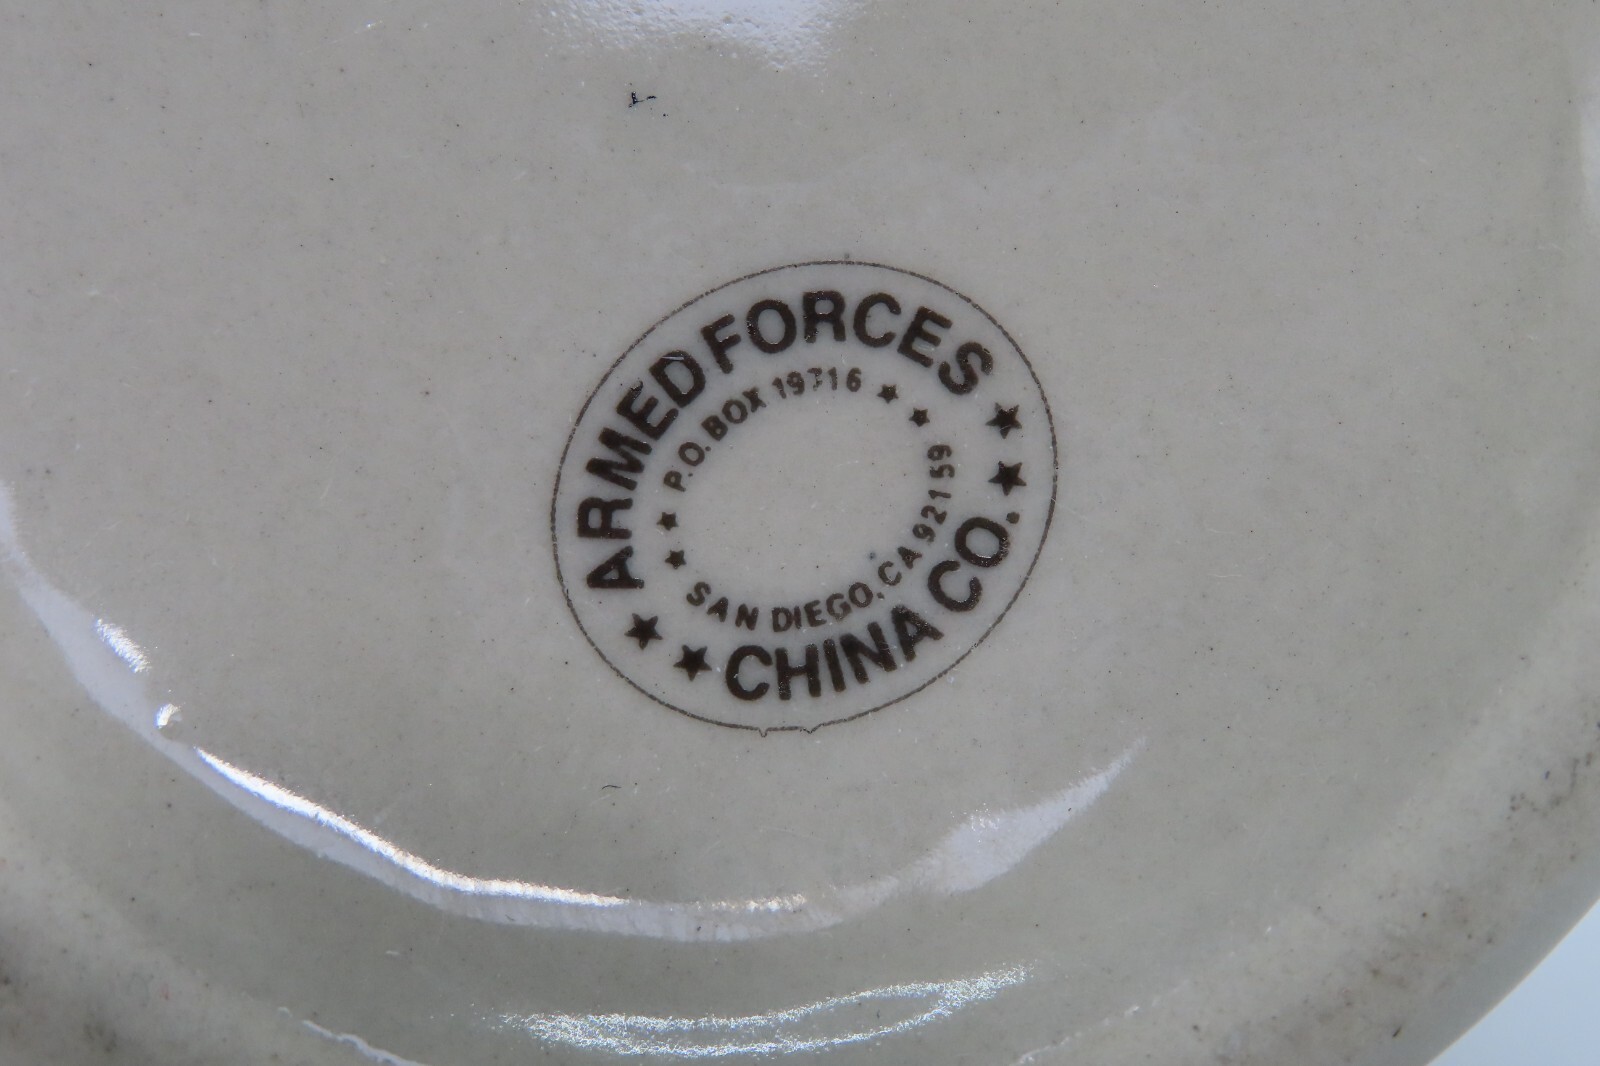 ARMED FORCES
P.O. BOX 19716
SAN DIEGO, CA 92159
CHINA CO.